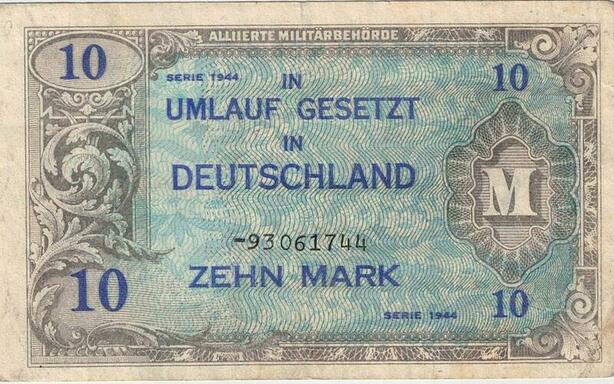 ALLIIERTE MILITÄRBEHÖRDE
10
SERIE 1944
IN
10
UMLAUF GESETZT
IN
DEUTSCHLAND
M
-93061744
ZEHN MARK
10
SERIE 1944
10